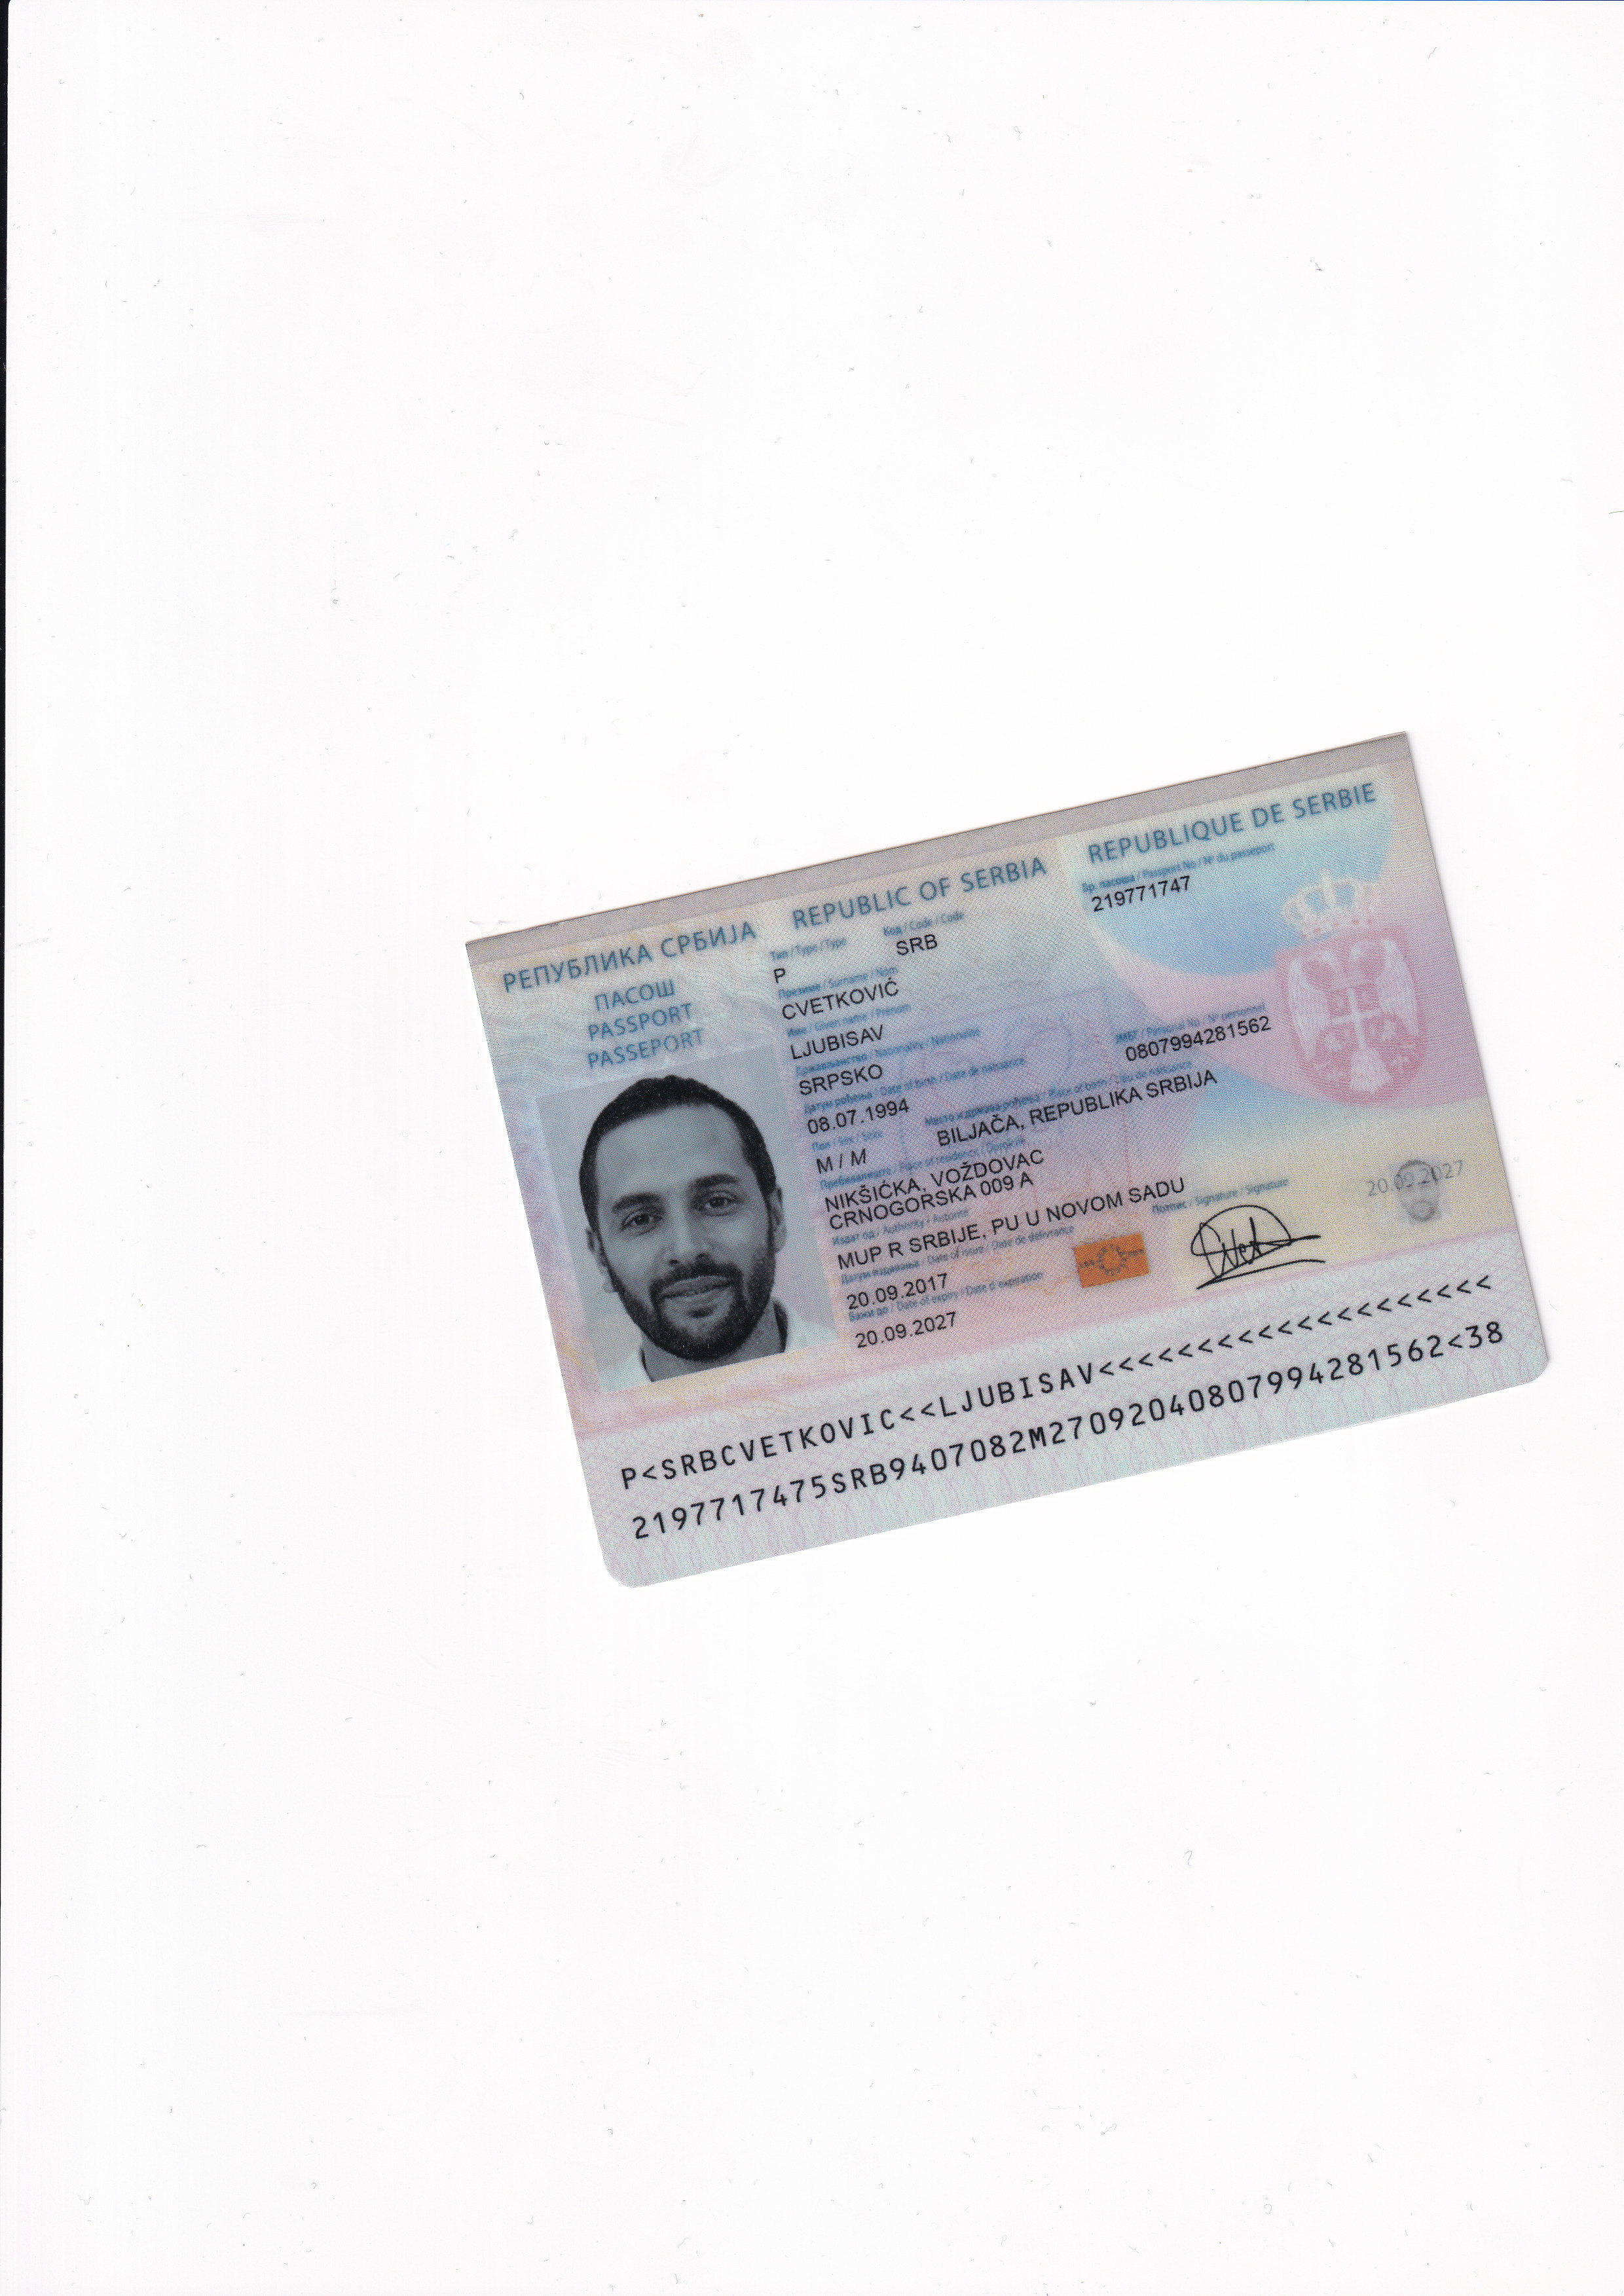 РЕПУБЛИКА СРБИЈА REPUBLIC OF SERBIA REPUBLIQUE DE SERBIE
ПАСОШ
PASSPORT
PASSEPORT
Тип / Type / Type Код / Code / Code Бр. пасоша / Passport No / Nº du passeport
P SRB 219771747
Презиме / Surname / Nom
CVETKOVIĆ
Име / Given name / Prénom
LJUBISAV
Држављанство / Nationality / Nationalité ЈМБГ / Personal No / Nº personnel
SRPSKO 0807994281562
Датум рођења / Date of birth / Date de naissance
08.07.1994
Место и држава рођења / Place of birth / Lieu de naissance
BILJAČA, REPUBLIKA SRBIJA
Пол / Sex / Sexe
M / M
Пребивалиште / Place of residency / Domicile
NIKŠIĆKA, VOŽDOVAC
CRNOGORSKA 009 A
Издат од / Authority / Autorité
MUP R SRBIJE, PU U NOVOM SADU
Датум издавања / Date of issue / Date de délivrance
20.09.2017
Важи до / Date of expiry / Date d'expiration
20.09.2027
Потпис / Signature / Signature
20.09.2027
P<SRBCVETKOVIC<<LJUBISAV<<<<<<<<<<<<<<<<<<<<
2197717475SRB9407082M27092040807994281562<38